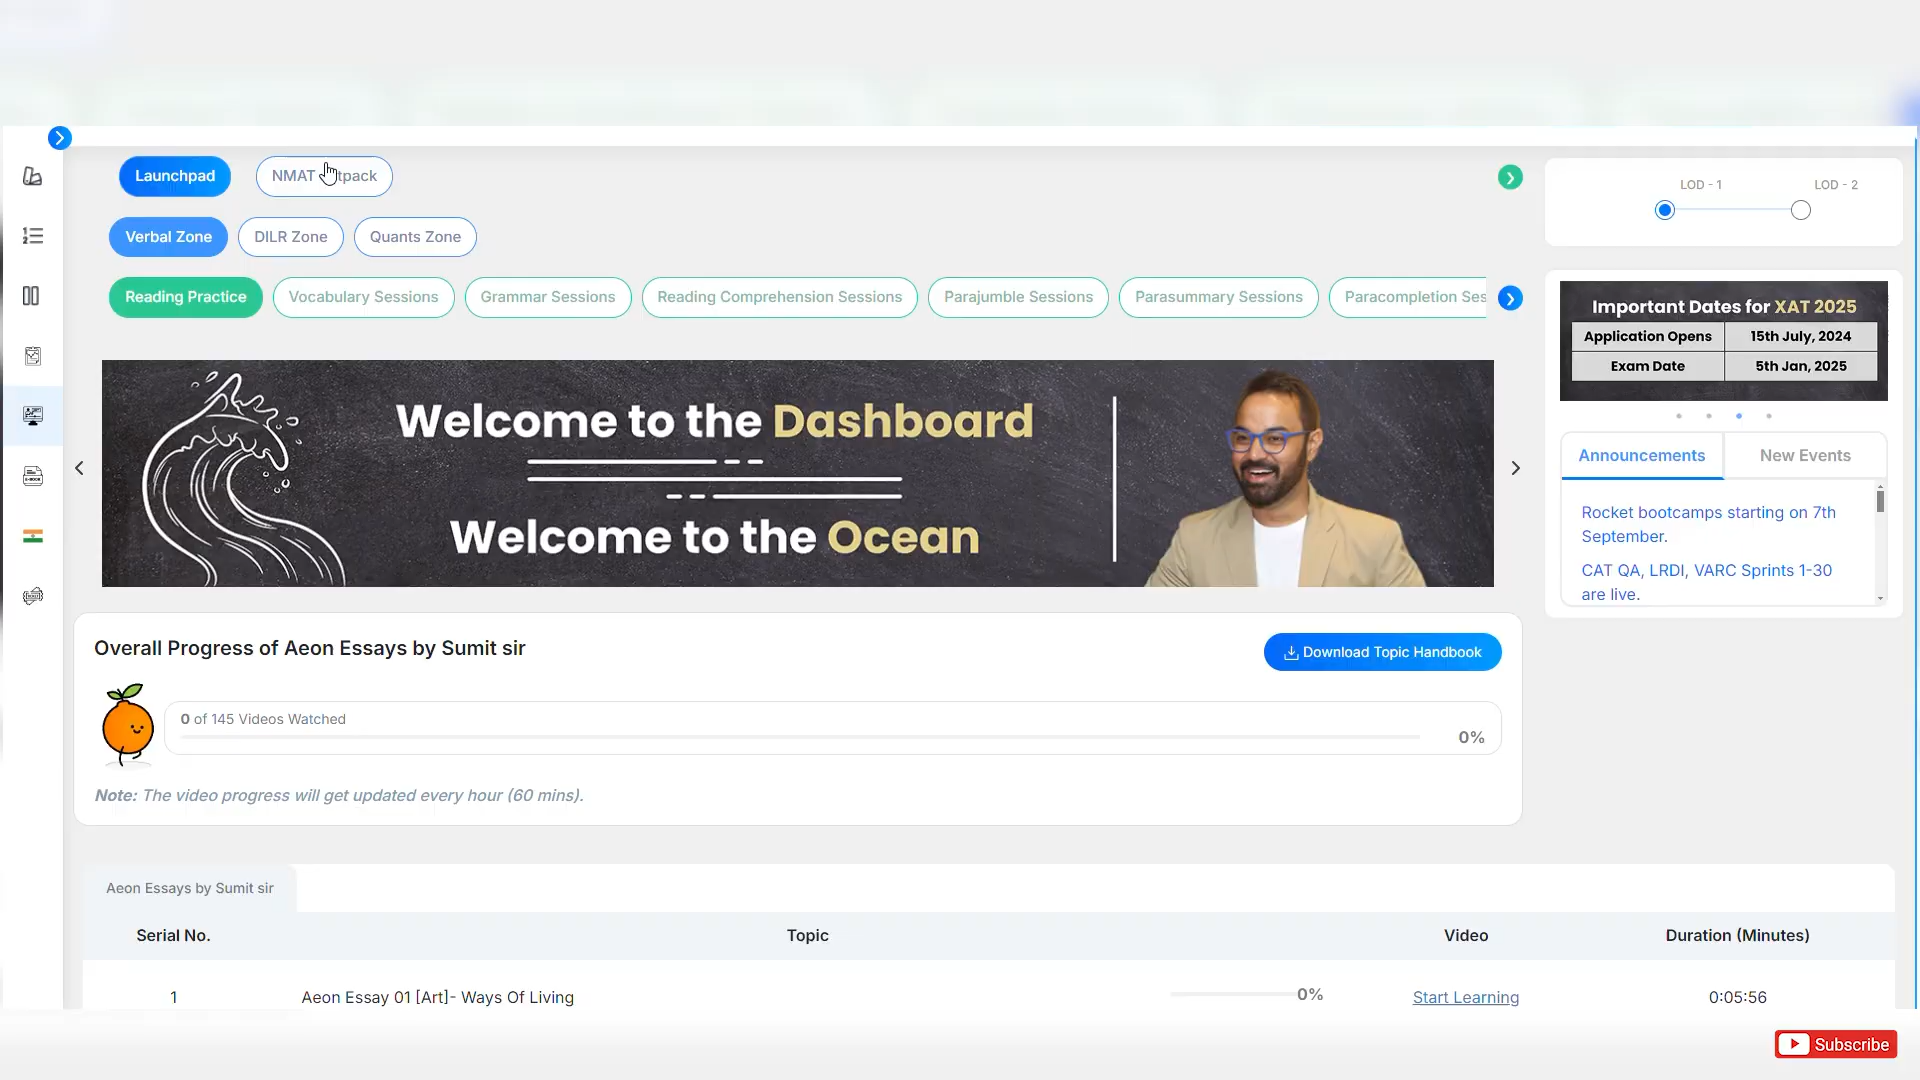 Launchpad
NMAT tpack
Verbal Zone
DILR Zone
Quants Zone
Reading Practice
Vocabulary Sessions
Grammar Sessions
Reading Comprehension Sessions
Parajumble Sessions
Parasummary Sessions
Paracompletion Ses
LOD - 1
LOD - 2
Important Dates for XAT 2025
Application Opens
15th July, 2024
Exam Date
5th Jan, 2025
Welcome to the Dashboard
Welcome to the Ocean
Announcements
New Events
Rocket bootcamps starting on 7th
September.
CAT QA, LRDI, VARC Sprints 1-30
are live.
Overall Progress of Aeon Essays by Sumit sir
Download Topic Handbook
0 of 145 Videos Watched
0%
Note: The video progress will get updated every hour (60 mins).
Aeon Essays by Sumit sir
Serial No.
Topic
Video
Duration (Minutes)
1
Aeon Essay 01 [Art]- Ways Of Living
0%
Start Learning
0:05:56
Subscribe